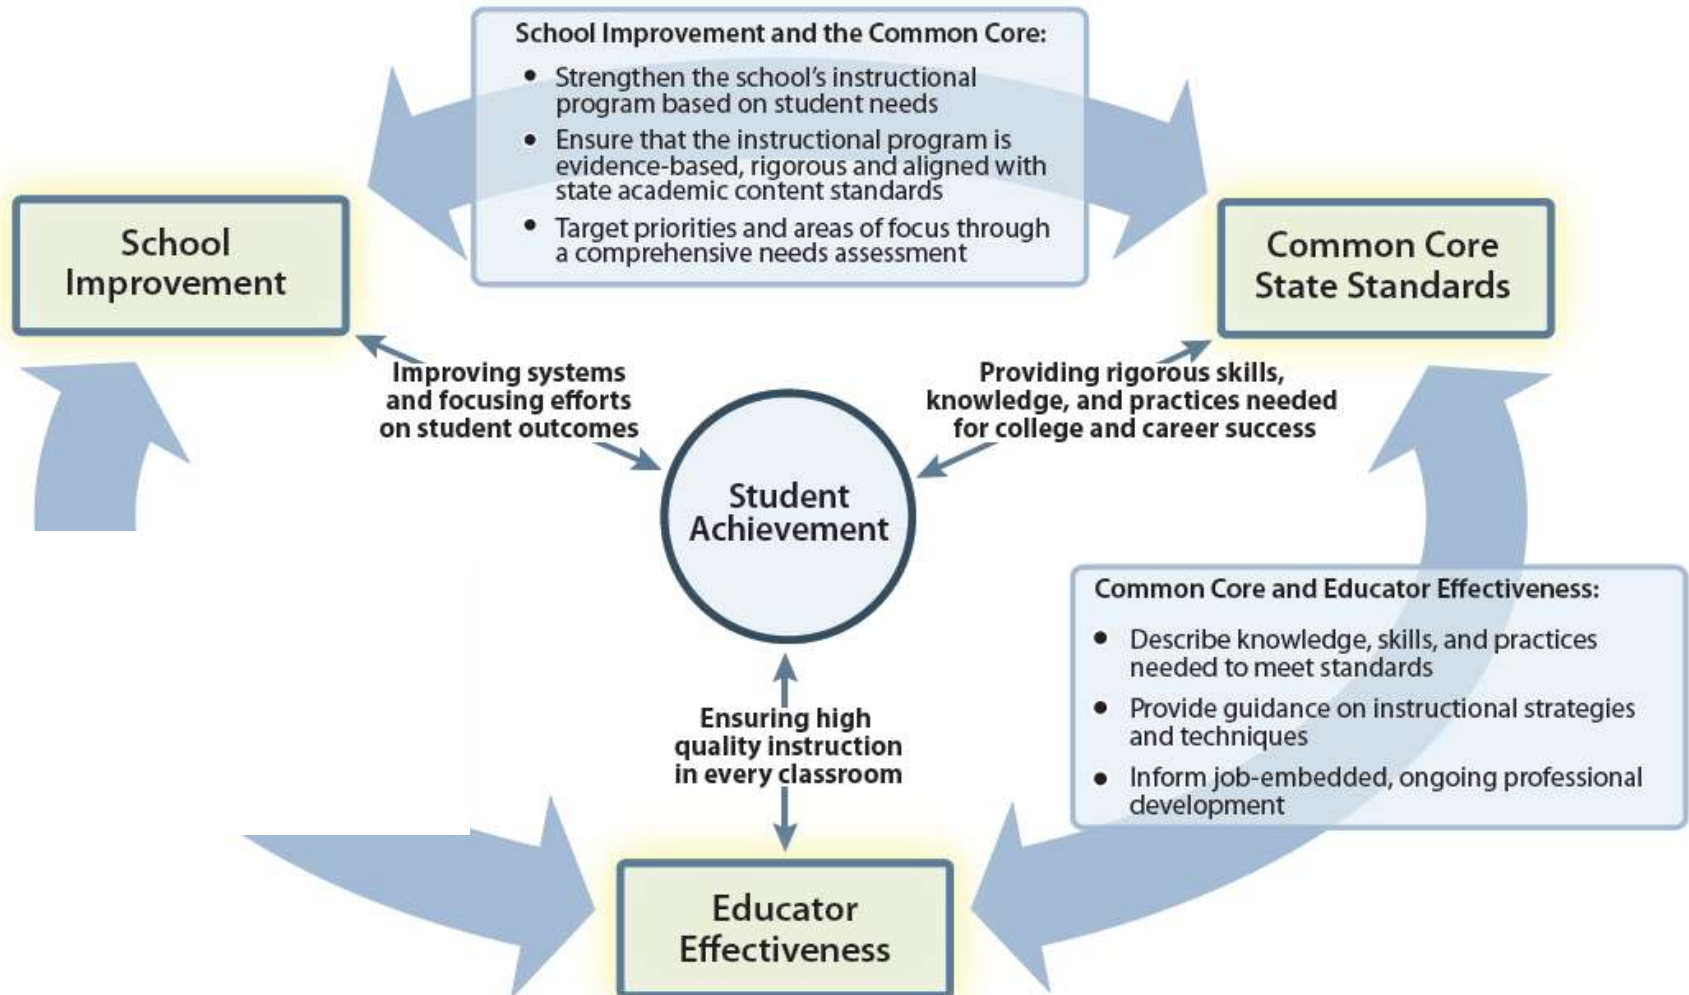 School Improvement and the Common Core:
• Strengthen the school's instructional
program based on student needs
• Ensure that the instructional program is
evidence-based, rigorous and aligned with
state academic content standards
• Target priorities and areas of focus through
a comprehensive needs assessment
School
Improvement
Common Core
State Standards
Improving systems
and focusing efforts
on student outcomes
Providing rigorous skills,
knowledge, and practices needed
for college and career success
Student
Achievement
Common Core and Educator Effectiveness:
• Describe knowledge, skills, and practices
needed to meet standards
• Provide guidance on instructional strategies
and techniques
• Inform job-embedded, ongoing professional
development
Ensuring high
quality instruction
in every classroom
Educator
Effectiveness